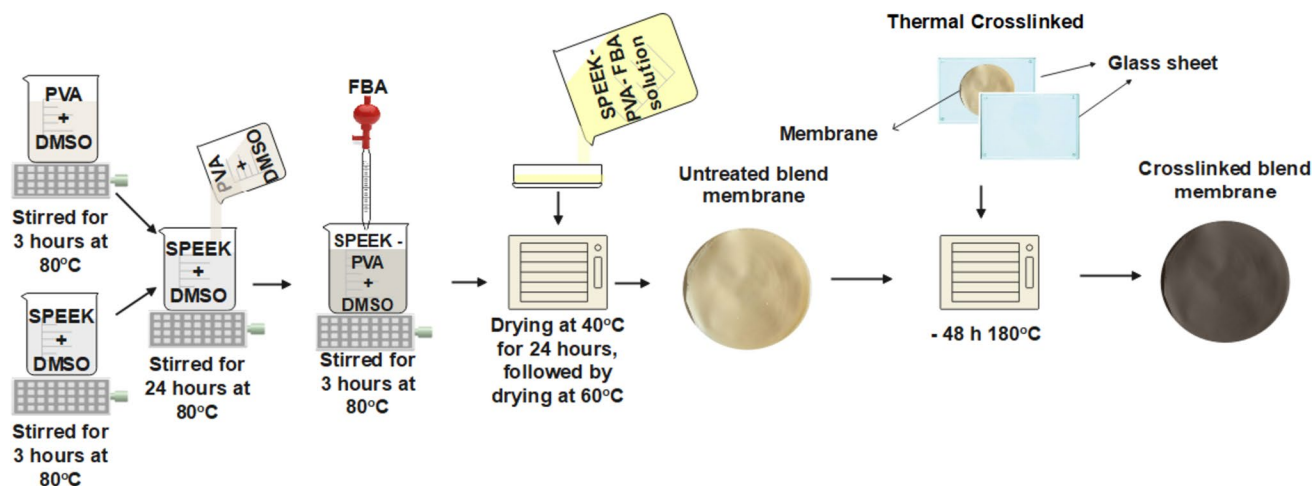 PVA
+
DMSO
Stirred for
3 hours at
80°C
SPEEK
+
DMSO
Stirred for
3 hours at
80°C
PVA
+
DMSO
SPEEK
+
DMSO
Stirred for
24 hours at
80°C
FBA
SPEEK -
PVA
+
DMSO
Stirred for
3 hours at
80°C
SPEEK-
PVA- FBA
solution
Drying at 40°C
for 24 hours,
followed by
drying at 60°C
Untreated blend
membrane
Thermal Crosslinked
Glass sheet
Membrane
- 48 h 180°C
Crosslinked blend
membrane